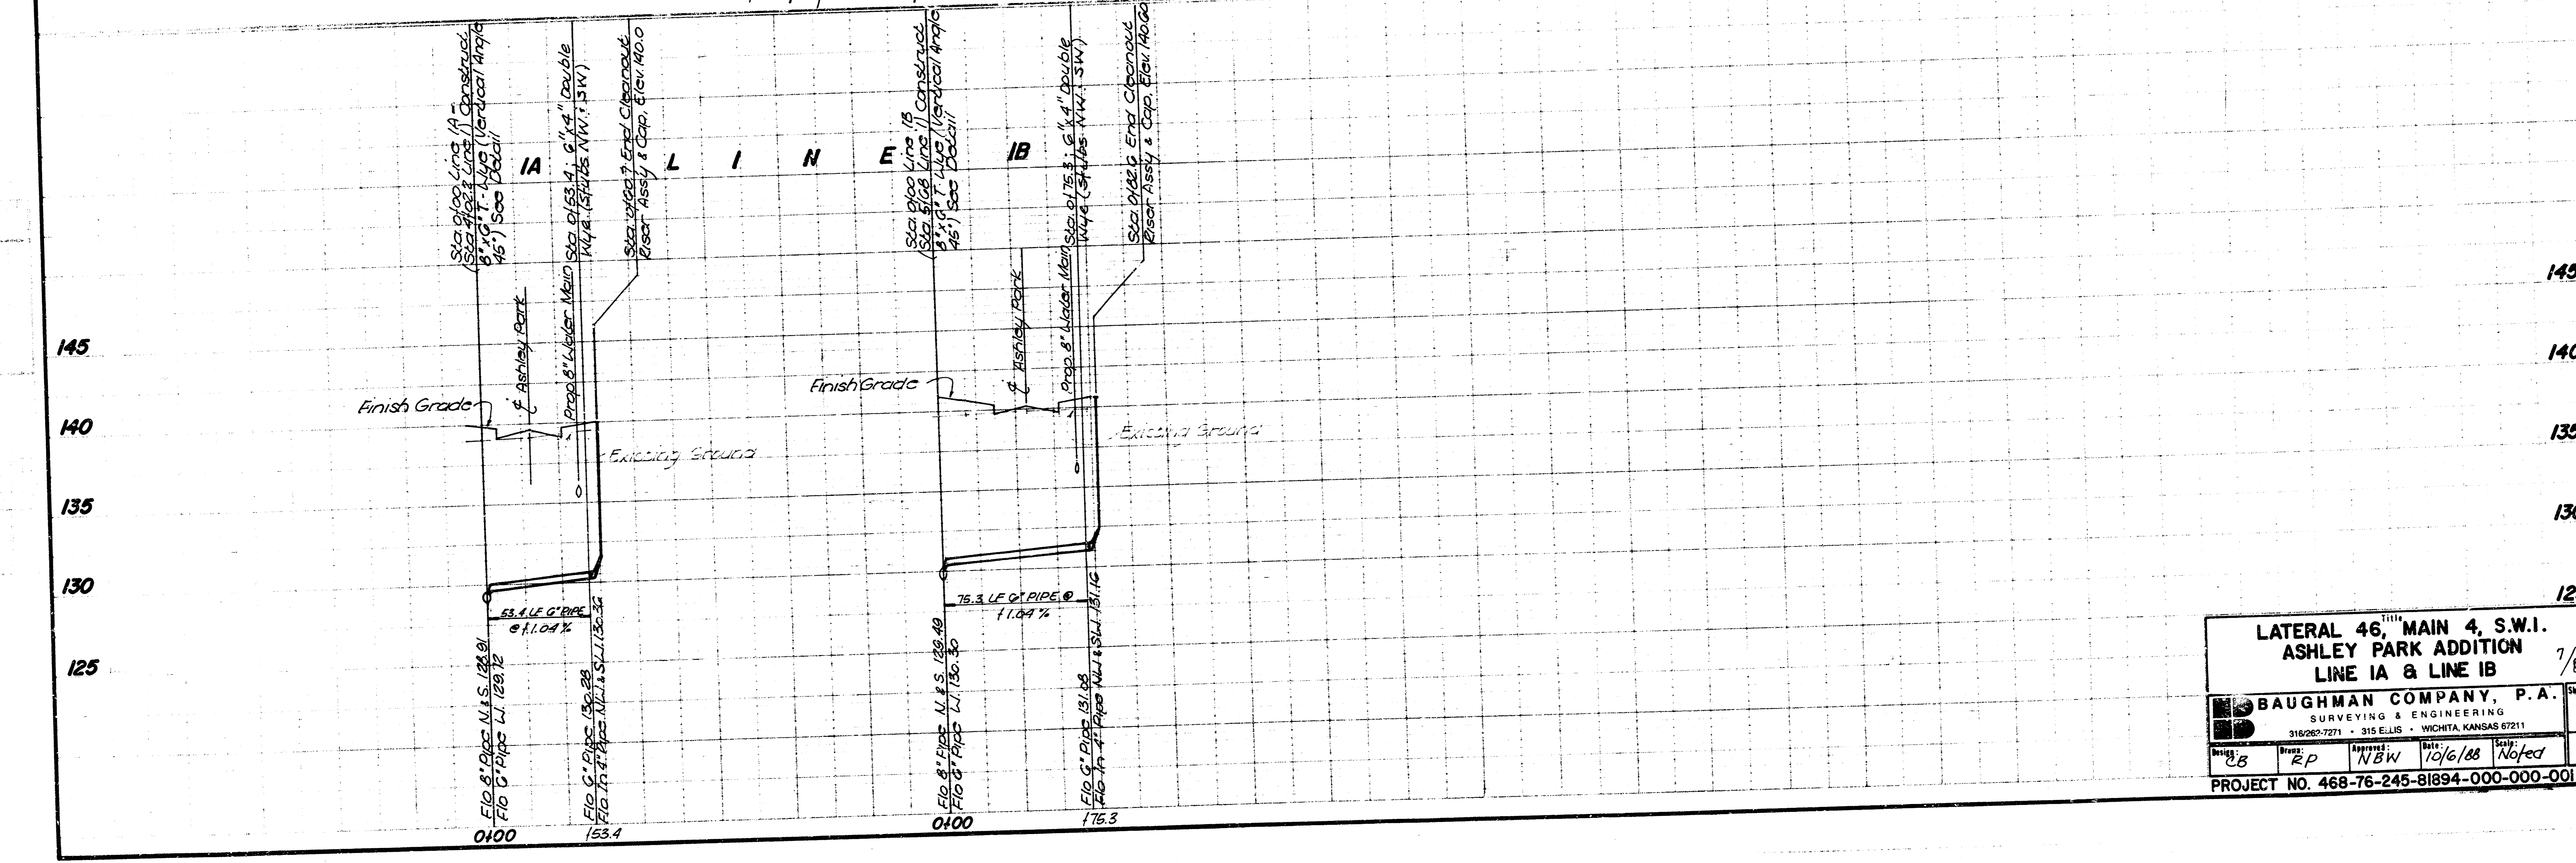 Sta. 0+00 Line 1A -
(Sta 4+02.2 Line 1) Construct
8"x6" T-Wye (Vertical Angle
45°) See Detail
1A
Sta 0+53.4; 6"x4" Double
Wye (Stubs NW. & SW)
Sta. 0+60.7 End Cleanout
Riser Ass'y & Cap. Elev. 140.0
L I N E
Sta. 0+00 Line 1B
(Sta. 5+68 Line 1) Construct
8"x6" T-Wye (Vertical Angle
45°) See Detail
1B
Sta. 0+75.3; 6"x4" Double
Wye (Stubs NW. & SW)
Sta. 0+82.6 End Cleanout
Riser Ass'y & Cap. Elev. 140.60
¢ Ashley Park
Prop. 8" Water Main
Finish Grade
Existing Ground
¢ Ashley Park
Prop. 8" Water Main
Finish Grade
Existing Ground
145
140
135
130
125
145
140
135
53.4 LF 6" PIPE
@ +1.04%
75.3 LF 6" PIPE @
+1.04%
Flo 8" Pipe N. & S. 128.91
Flo 6" Pipe W. 129.72
Flo 6" Pipe 130.28
Flo In 4" Pipe NW & SW 130.36
Flo 8" Pipe N. & S. 129.49
Flo 6" Pipe W. 130.30
Flo 6" Pipe 131.08
Flo In 4" Pipe NW & SW 131.16
0+00
+53.4
0+00
+75.3
Title
LATERAL 46, MAIN 4, S.W.I.
ASHLEY PARK ADDITION
LINE 1A & LINE 1B
BAUGHMAN COMPANY, P.A.
SURVEYING & ENGINEERING
316/262-7271 • 315 ELLIS • WICHITA, KANSAS 67211
Design: CB
Drawn: RP
Approved: NBW
Date: 10/6/88
Scale: Noted
PROJECT NO. 468-76-245-81894-000-000-001